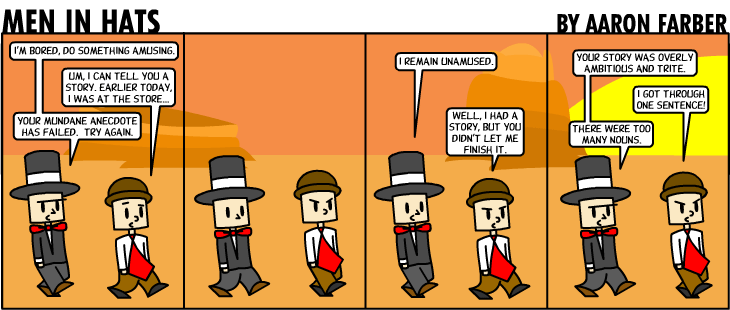 MEN IN HATS
BY AARON FARBER
I'M BORED, DO SOMETHING AMUSING.
UM, I CAN TELL YOU A
STORY. EARLIER TODAY,
I WAS AT THE STORE...
YOUR MUNDANE ANECDOTE
HAS FAILED. TRY AGAIN.
I REMAIN UNAMUSED.
WELL, I HAD A
STORY, BUT YOU
DIDN'T LET ME
FINISH IT.
YOUR STORY WAS OVERLY
AMBITIOUS AND TRITE.
I GOT THROUGH
ONE SENTENCE!
THERE WERE TOO
MANY NOUNS.